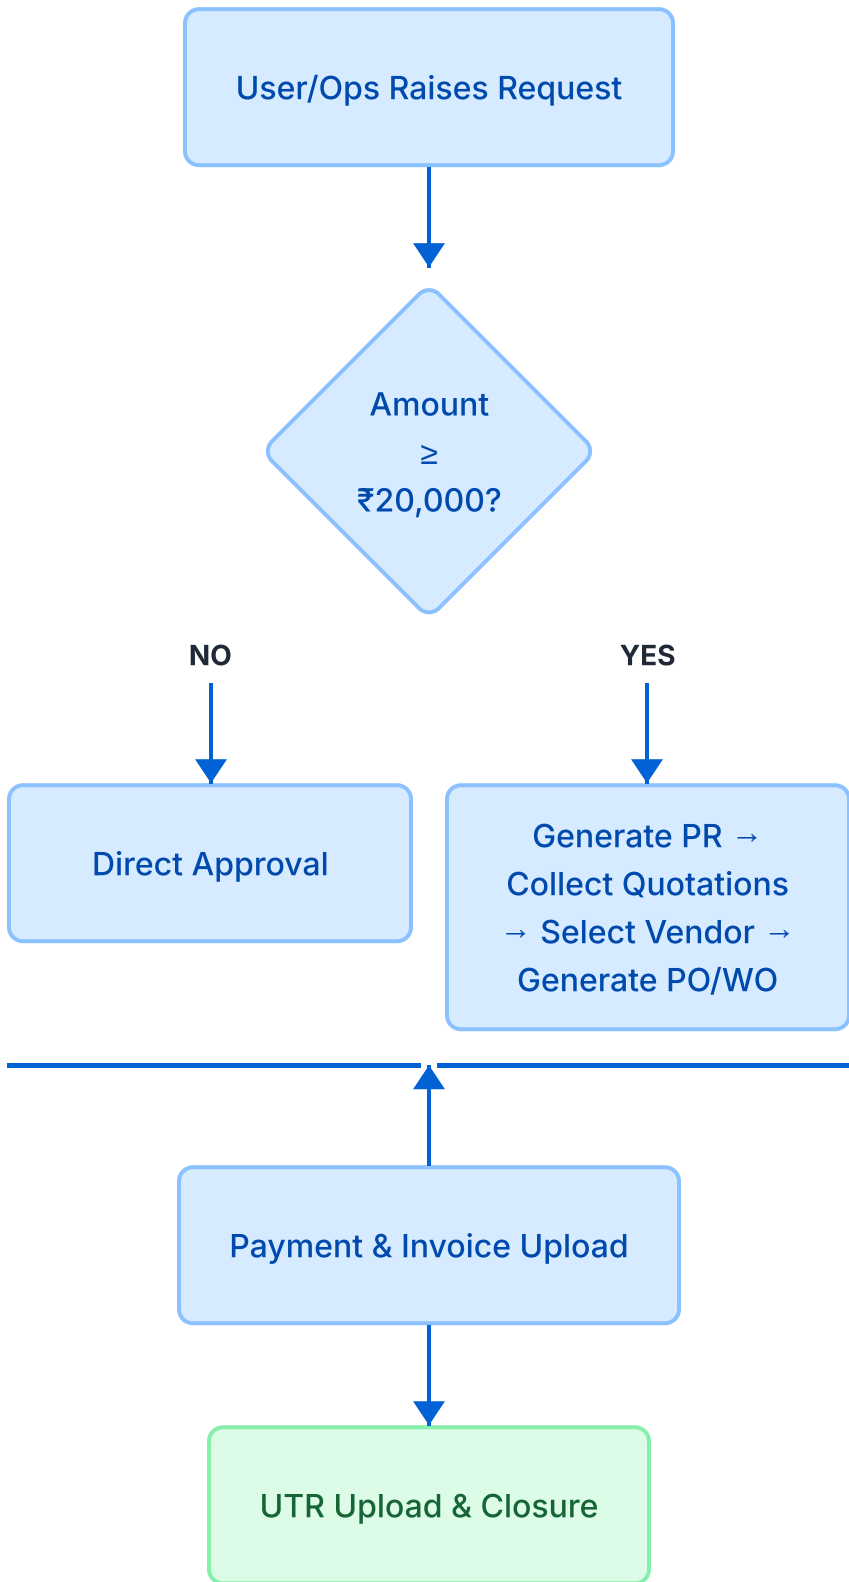 User/Ops Raises Request
Amount
≥
₹20,000?
NO
YES
Direct Approval
Generate PR →
Collect Quotations
→ Select Vendor →
Generate PO/WO
Payment & Invoice Upload
UTR Upload & Closure